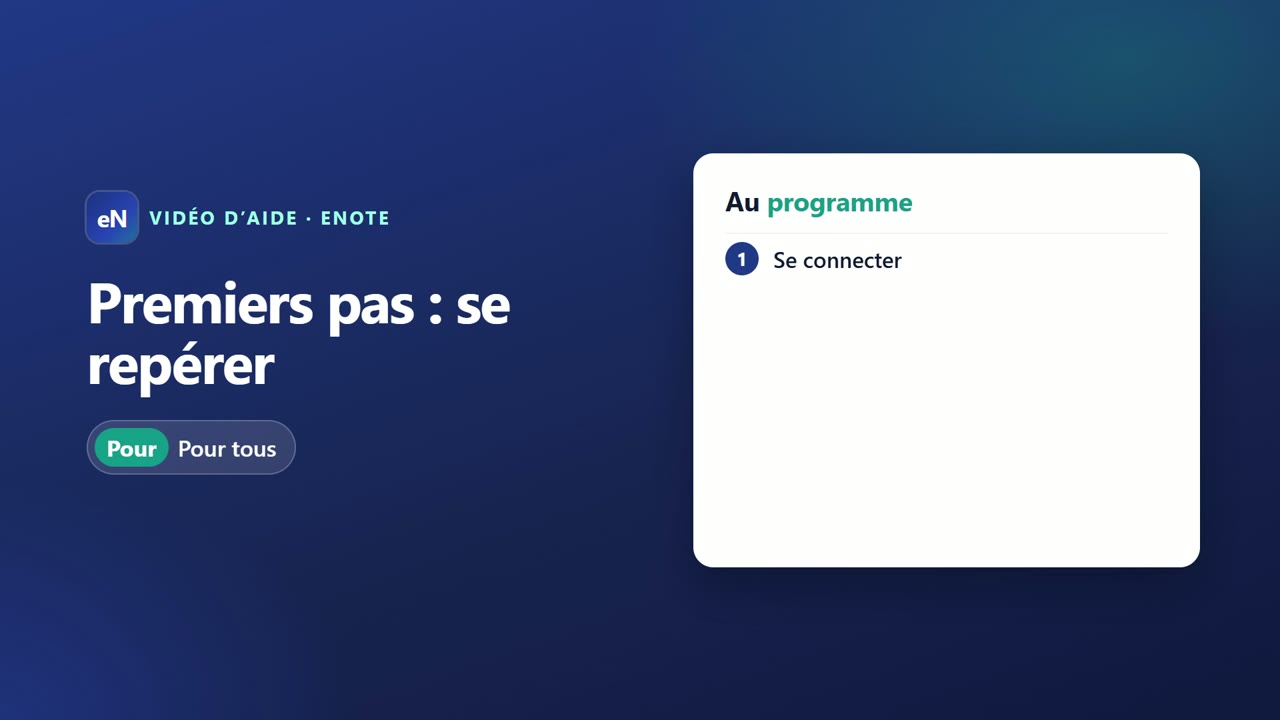 eN
VIDÉO D’AIDE · ENOTE
Premiers pas : se
repérer
Pour Pour tous
Au programme
1 Se connecter